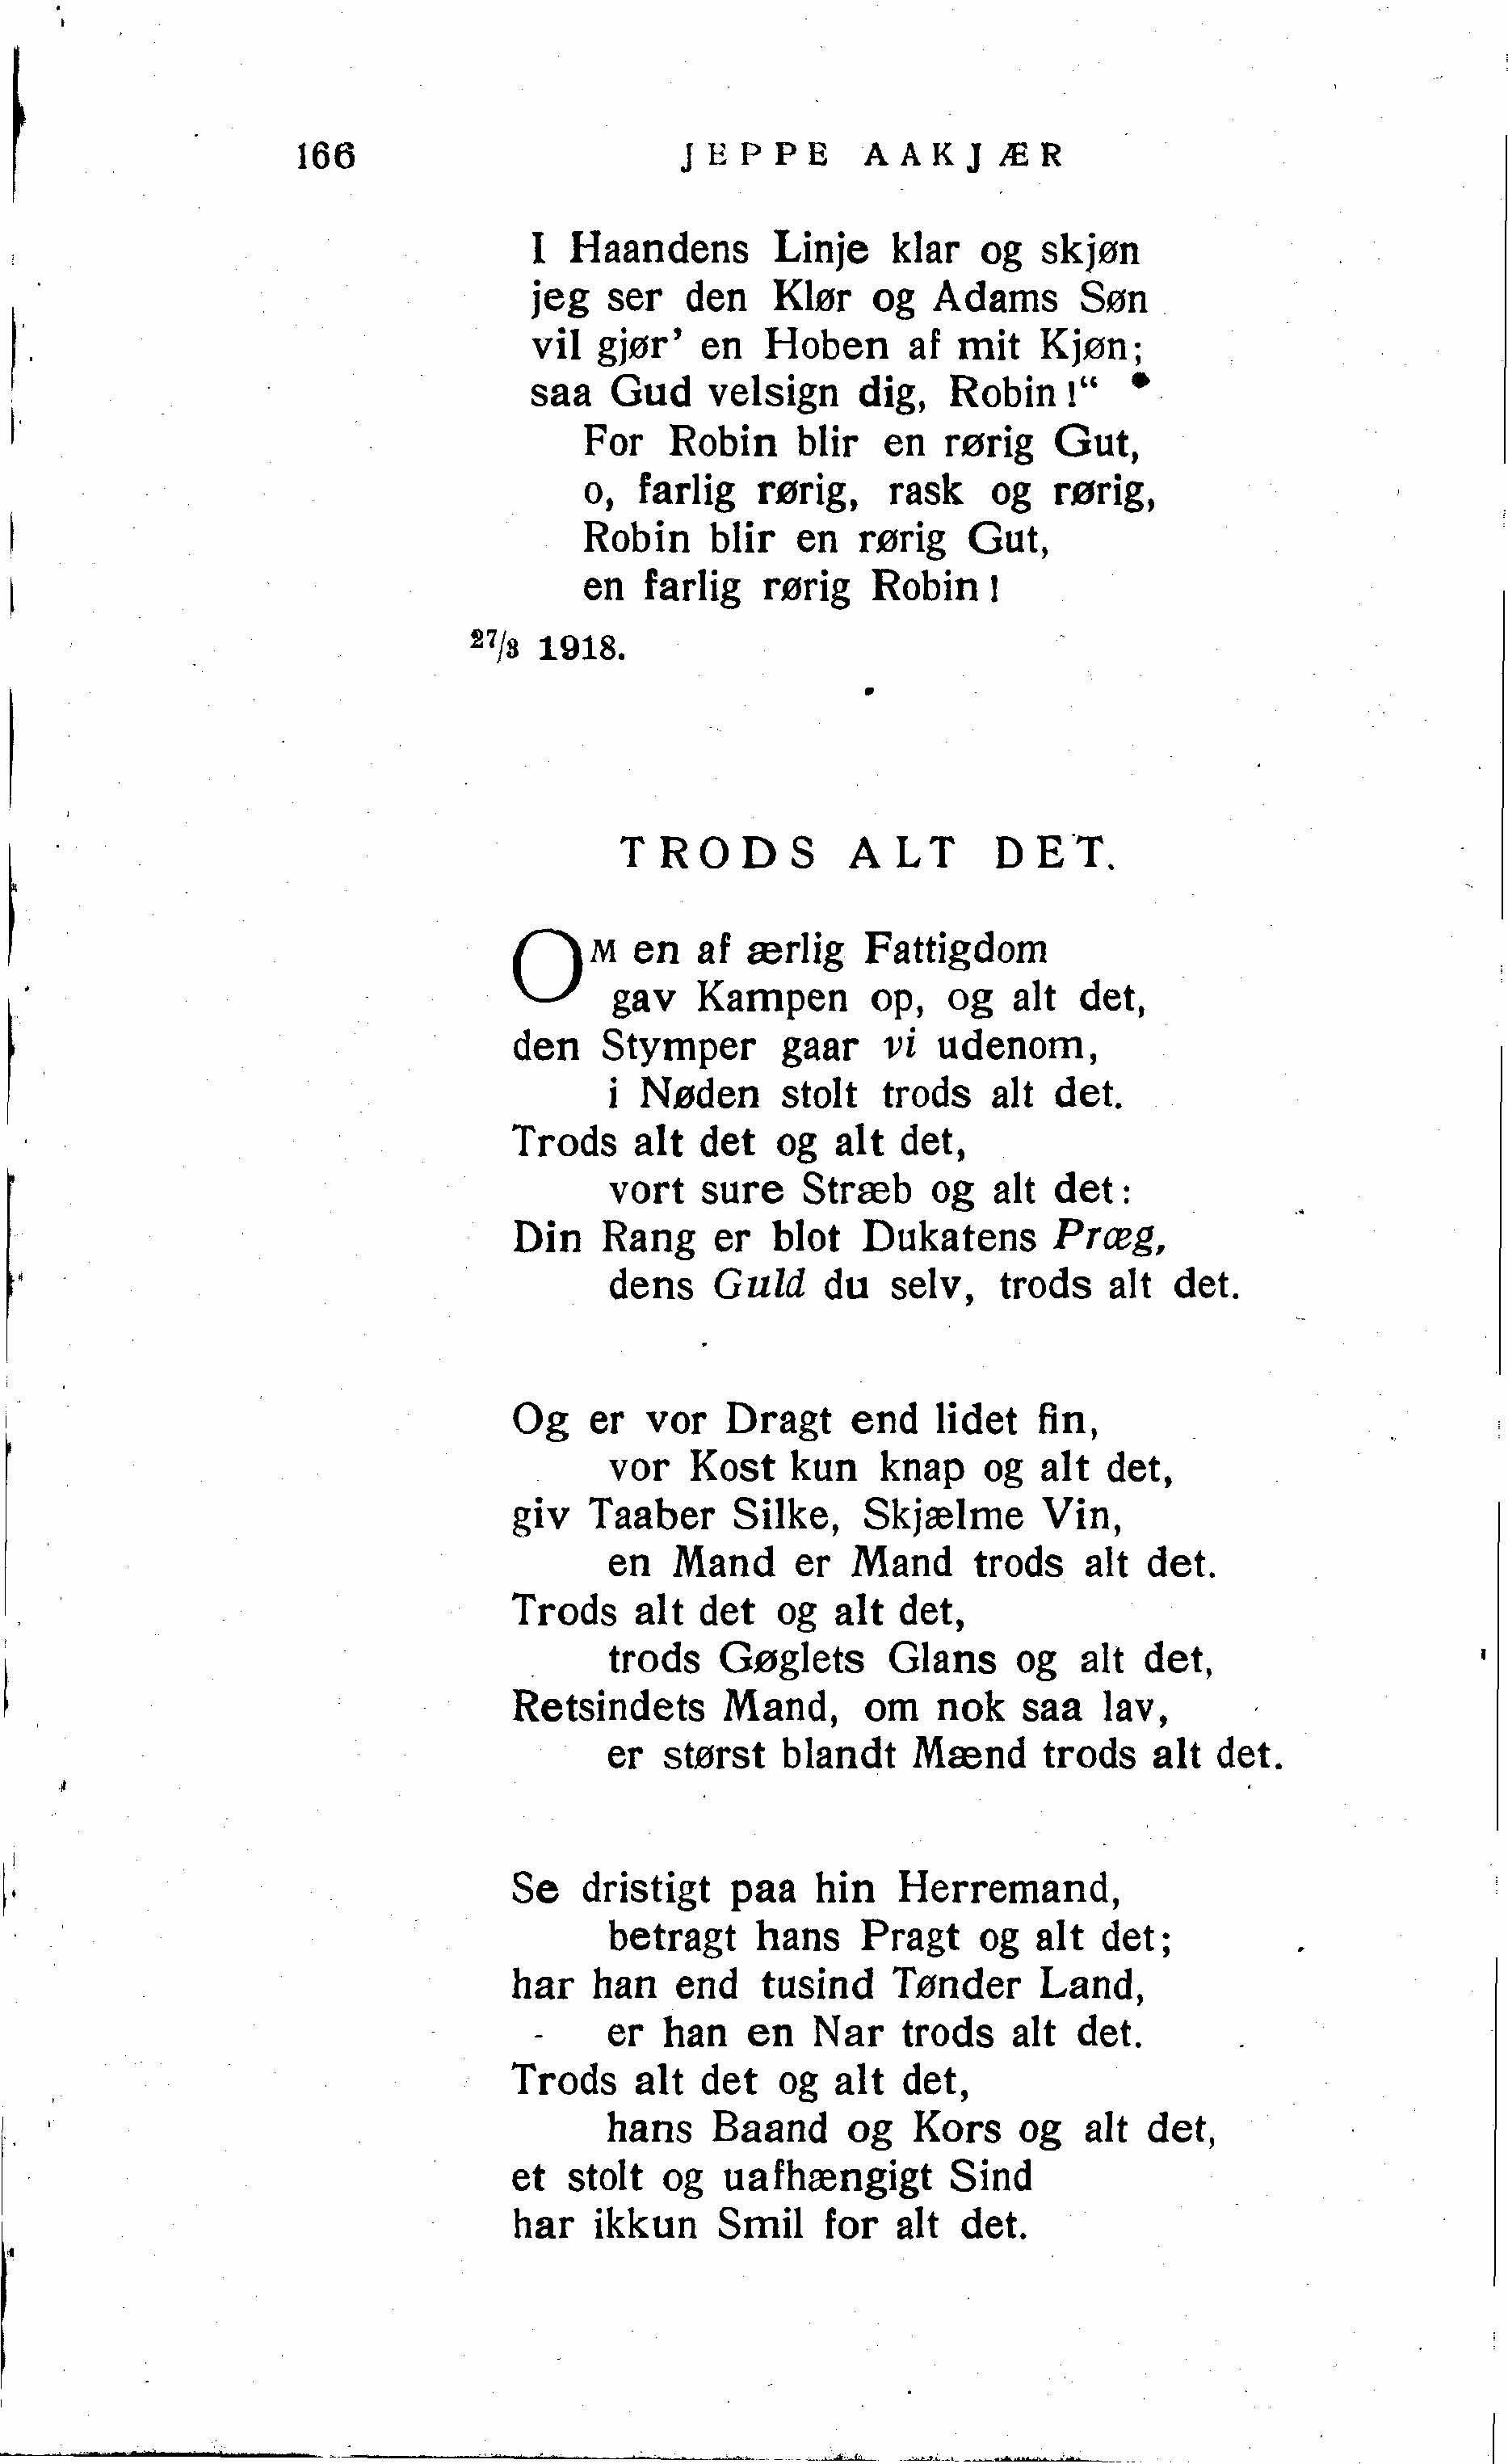 166 JEPPE AAKJÆR
I Haandens Linje klar og skjøn
jeg ser den Klør og Adams Søn
vil gjør’ en Hoben af mit Kjøn;
saa Gud velsign dig, Robin!“
For Robin blir en rørig Gut,
o, farlig rørig, rask og rørig,
Robin blir en rørig Gut,
en farlig rørig Robin!
27/3 1918.
TRODS ALT DET.
OM en af ærlig Fattigdom
gav Kampen op, og alt det,
den Stymper gaar vi udenom,
i Nøden stolt trods alt det.
Trods alt det og alt det,
vort sure Stræb og alt det:
Din Rang er blot Dukatens Præg,
dens Guld du selv, trods alt det.
Og er vor Dragt end lidet fin,
vor Kost kun knap og alt det,
giv Taaber Silke, Skjælme Vin,
en Mand er Mand trods alt det.
Trods alt det og alt det,
trods Gøglets Glans og alt det,
Retsindets Mand, om nok saa lav,
er størst blandt Mænd trods alt det.
Se dristigt paa hin Herremand,
betragt hans Pragt og alt det;
har han end tusind Tønder Land,
er han en Nar trods alt det.
Trods alt det og alt det,
hans Baand og Kors og alt det,
et stolt og uafhængigt Sind
har ikkun Smil for alt det.